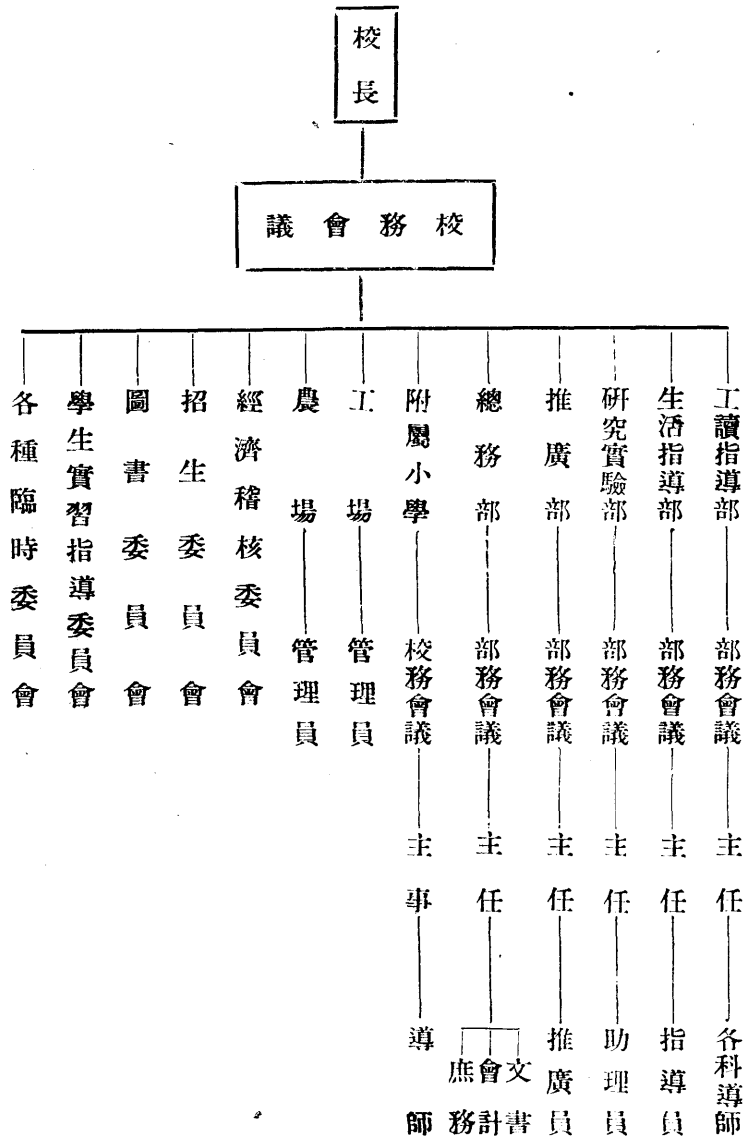 校長
校務會議
工讀指導部
部務會議
主任
各科導師
生活指導部
部務會議
主任
指導員
研究實驗部
部務會議
主任
助理員
推廣部
部務會議
主任
推廣員
總務部
部務會議
主任
文書
會計
庶務
附屬小學
校務會議
主事
導師
工場
管理員
農場
管理員
經濟稽核委員會
招生委員會
圖書委員會
學生實習指導委員會
各種臨時委員會